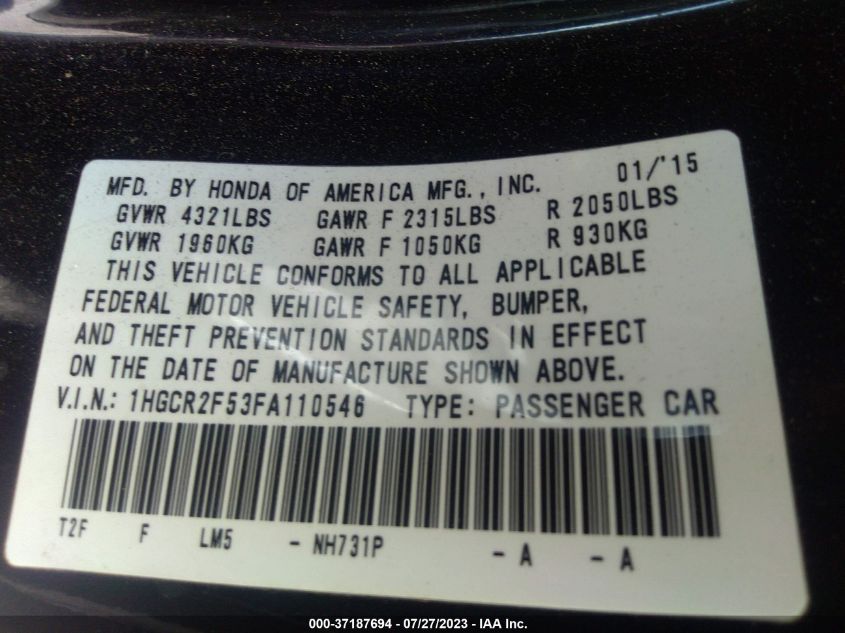 MFD. BY HONDA OF AMERICA MFG., INC. 01/'15
GVWR 4321LBS GAWR F 2315LBS R 2050LBS
GVWR 1960KG GAWR F 1050KG R 930KG
THIS VEHICLE CONFORMS TO ALL APPLICABLE
FEDERAL MOTOR VEHICLE SAFETY, BUMPER,
AND THEFT PREVENTION STANDARDS IN EFFECT
ON THE DATE OF MANUFACTURE SHOWN ABOVE.
V.I.N.: 1HGCR2F53FA110546 TYPE: PASSENGER CAR
T2F F LM5 - NH731P - A - A
000-37187694 - 07/27/2023 - IAA Inc.